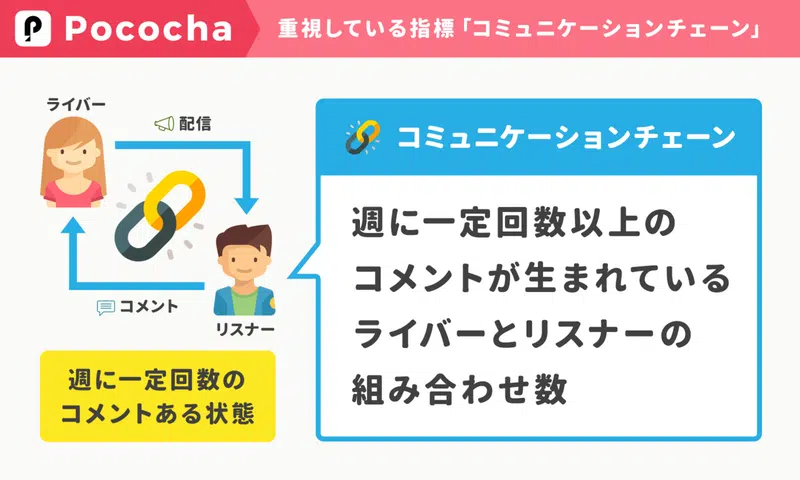 Pococha 重視している指標「コミュニケーションチェーン」
ライバー
配信
コメント
リスナー
週に一定回数の
コメントある状態
コミュニケーションチェーン
週に一定回数以上の
コメントが生まれている
ライバーとリスナーの
組み合わせ数